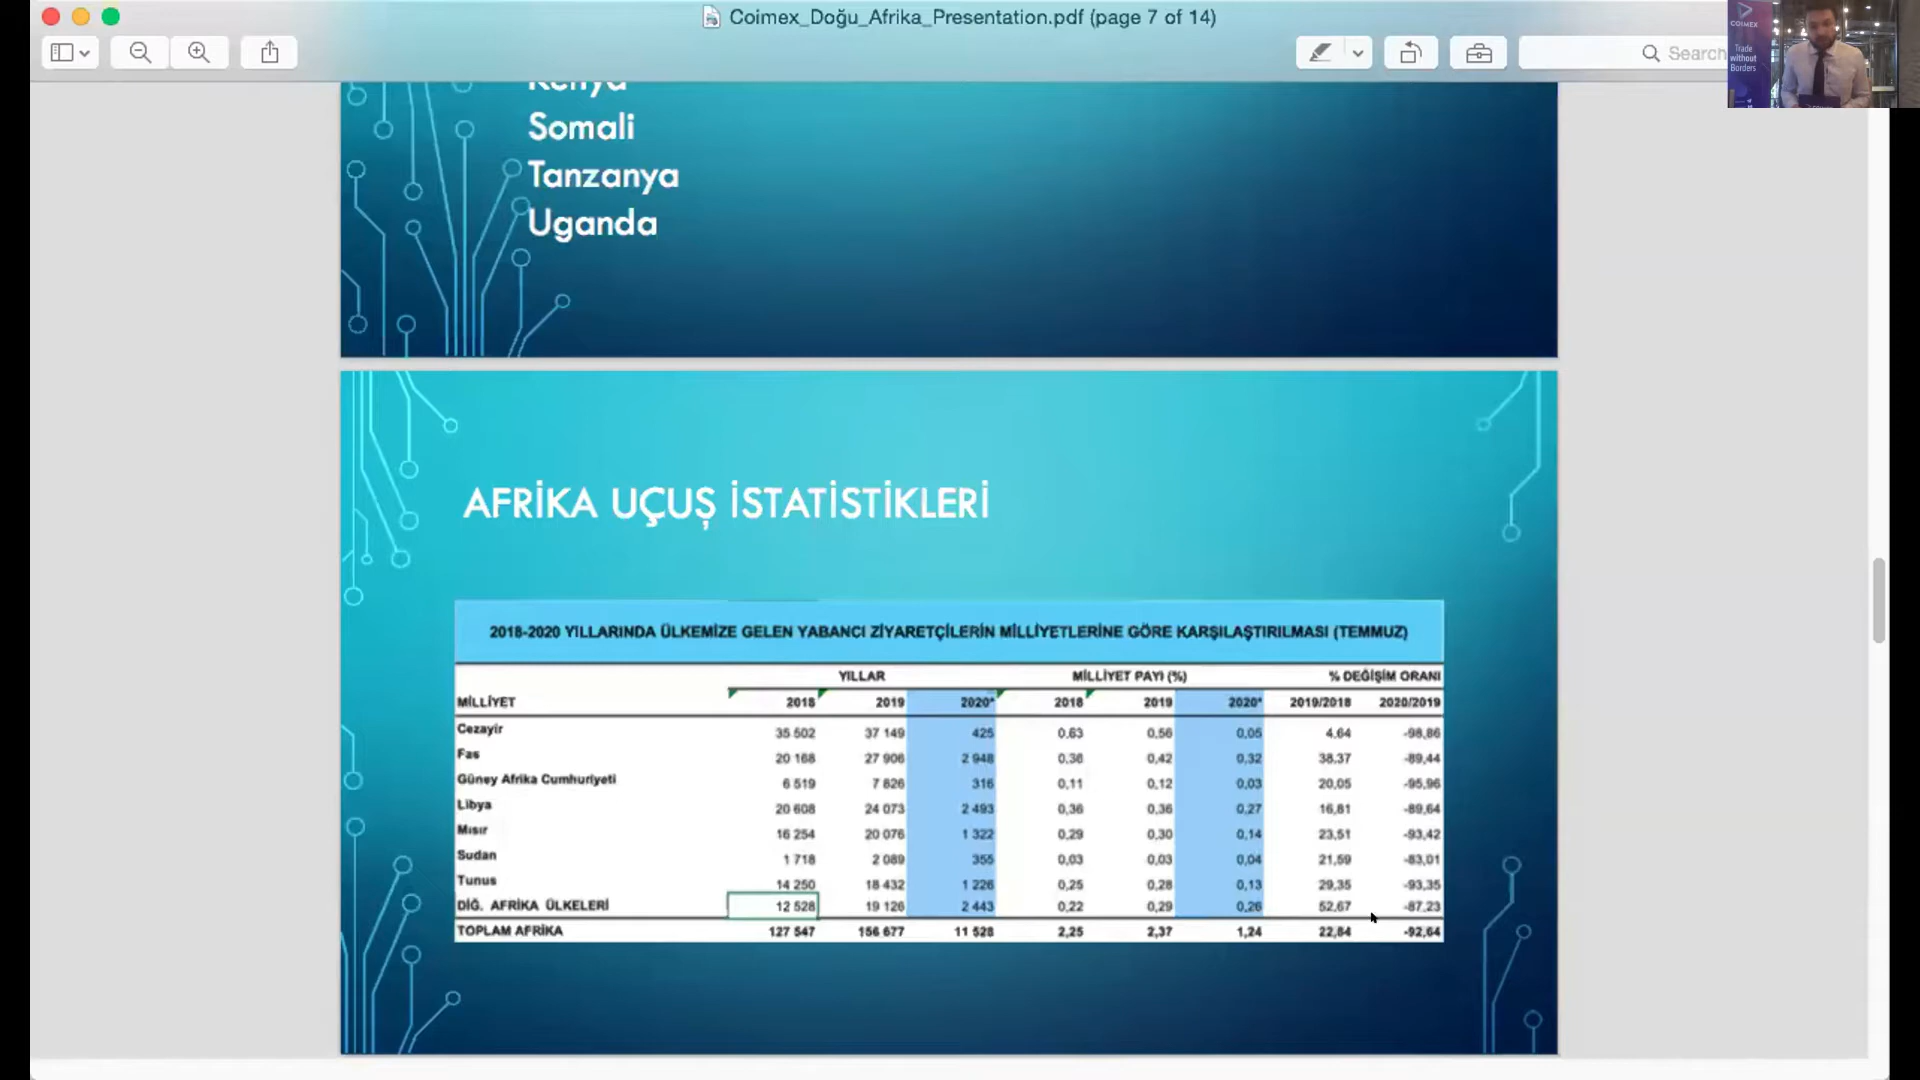 Coimex_Doğu_Afrika_Presentation.pdf (page 7 of 14)
Search
COIMEX
Trade
without
Borders
Kenya
Somali
Tanzanya
Uganda
AFRİKA UÇUŞ İSTATİSTİKLERİ
2018-2020 YILLARINDA ÜLKEMİZE GELEN YABANCI ZİYARETÇİLERİN MİLLİYETLERİNE GÖRE KARŞILAŞTIRILMASI (TEMMUZ)
YILLAR MİLLİYET PAYI (%) % DEĞİŞİM ORANI
MİLLİYET 2018 2019 2020* 2018 2019 2020* 2019/2018 2020/2019
Cezayir 35 502 37 149 425 0,63 0,56 0,05 4,64 -98,86
Fas 20 168 27 906 2 948 0,36 0,42 0,32 38,37 -89,44
Güney Afrika Cumhuriyeti 6 519 7 826 316 0,11 0,12 0,03 20,05 -95,96
Libya 20 608 24 073 2 493 0,36 0,36 0,27 16,81 -89,64
Mısır 16 254 20 076 1 322 0,29 0,30 0,14 23,51 -93,42
Sudan 1 718 2 089 355 0,03 0,03 0,04 21,59 -83,01
Tunus 14 250 18 432 1 226 0,25 0,28 0,13 29,35 -93,35
DİĞ. AFRİKA ÜLKELERİ 12 528 19 126 2 443 0,22 0,29 0,26 52,67 -87,23
TOPLAM AFRİKA 127 547 156 677 11 528 2,25 2,37 1,24 22,84 -92,64